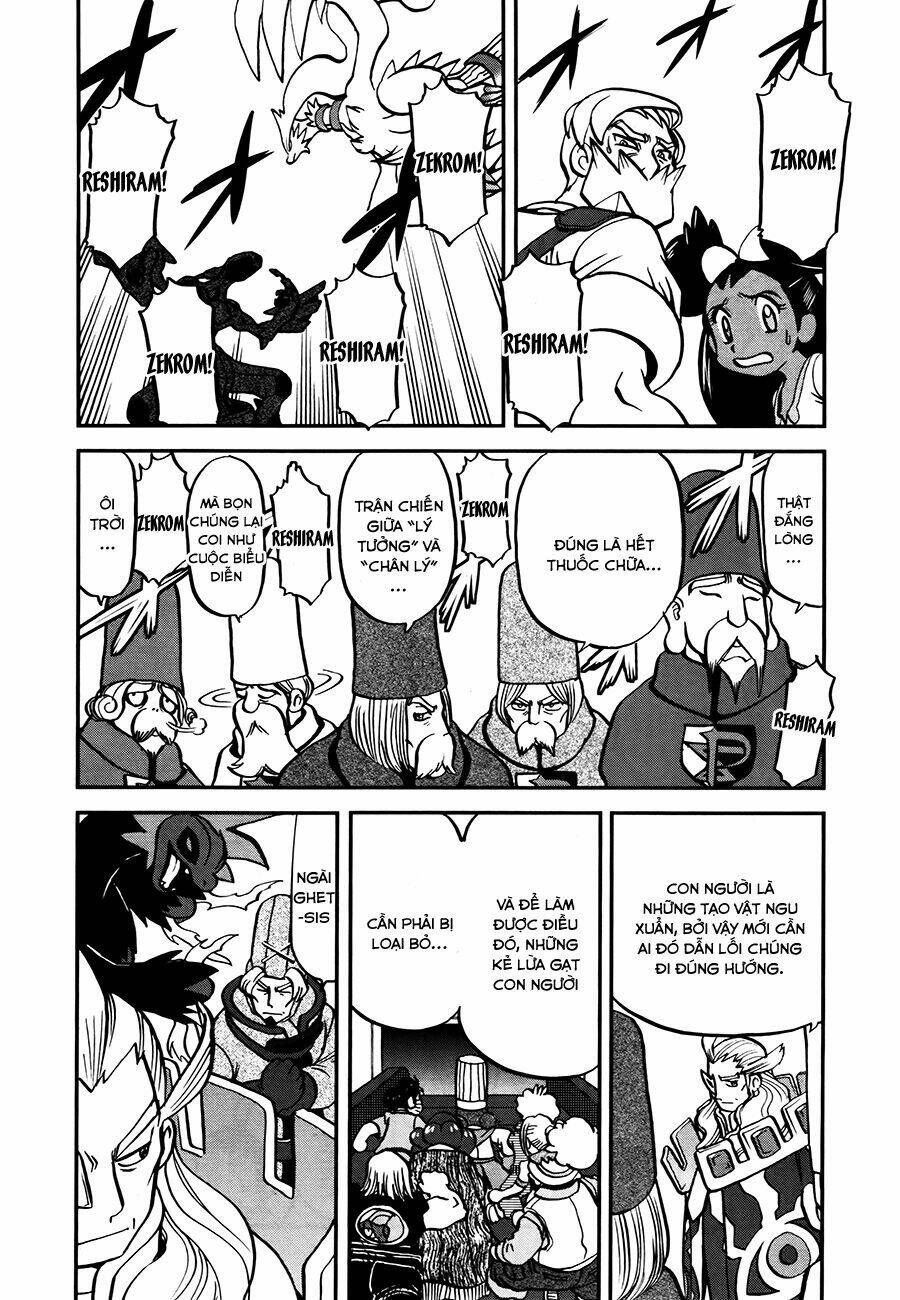 ZEKROM!
RESHIRAM!
ZEKROM!
RESHIRAM!
RESHIRAM!
ZEKROM!
THẬT
ĐẮNG
LÒNG
RESHIRAM
ĐÚNG LÀ HẾT
THUỐC CHỮA...
ZEKROM
TRẬN CHIẾN
GIỮA “LÝ
TƯỞNG” VÀ
“CHÂN LÝ”
...
RESHIRAM
MÀ BỌN
CHÚNG LẠI
COI NHƯ
CUỘC BIỂU
DIỄN
ZEKROM
ÔI
TRỜI
...
CON NGƯỜI LÀ
NHỮNG TẠO VẬT NGU
XUẨN, BỞI VẬY MỚI CẦN
AI ĐÓ DẪN LỐI CHÚNG
ĐI ĐÚNG HƯỚNG.
VÀ ĐỂ LÀM
ĐƯỢC ĐIỀU
ĐÓ, NHỮNG
KẺ LỪA GẠT
CON NGƯỜI
CẦN PHẢI BỊ
LOẠI BỎ...
NGÀI
GHET
-SIS